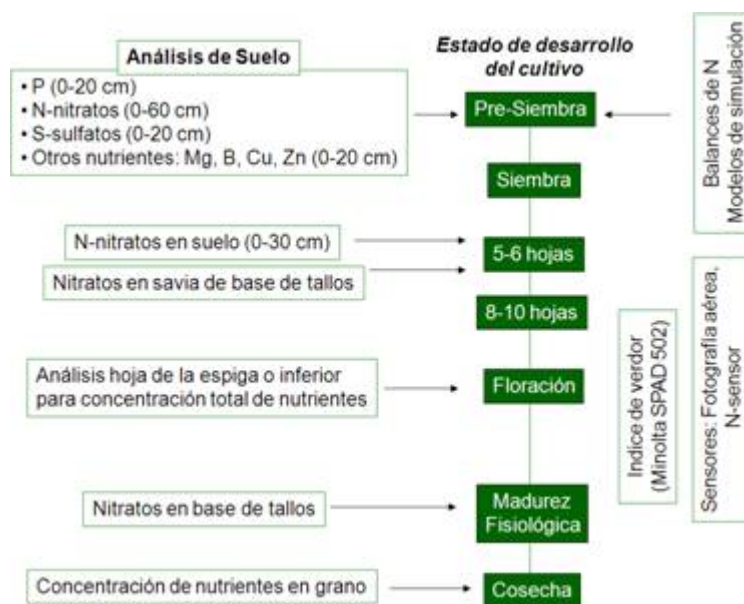 Análisis de Suelo
• P (0-20 cm)
• N-nitratos (0-60 cm)
• S-sulfatos (0-20 cm)
• Otros nutrientes: Mg, B, Cu, Zn (0-20 cm)
Estado de desarrollo
del cultivo
Pre-Siembra
Balances de N
Modelos de simulación
Siembra
N-nitratos en suelo (0-30 cm)
Nitratos en savia de base de tallos
5-6 hojas
8-10 hojas
Análisis hoja de la espiga o inferior
para concentración total de nutrientes
Floración
Indice de verdor
(Minolta SPAD 502)
Sensores: Fotografía aérea,
N-sensor
Nitratos en base de tallos
Madurez
Fisiológica
Concentración de nutrientes en grano
Cosecha